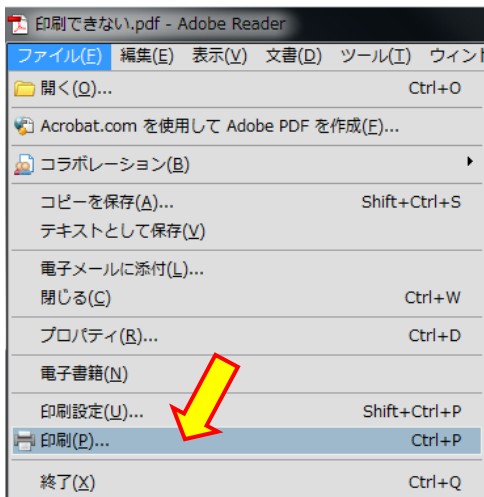 印刷できない.pdf - Adobe Reader
ファイル(F) 編集(E) 表示(V) 文書(D) ツール(T) ウィント
開く(O)... Ctrl+O
Acrobat.com を使用して Adobe PDF を作成(F)...
コラボレーション(B)
コピーを保存(A)... Shift+Ctrl+S
テキストとして保存(V)
電子メールに添付(L)...
閉じる(C) Ctrl+W
プロパティ(R)... Ctrl+D
電子書籍(N)
印刷設定(U)... Shift+Ctrl+P
印刷(P)... Ctrl+P
終了(X) Ctrl+Q